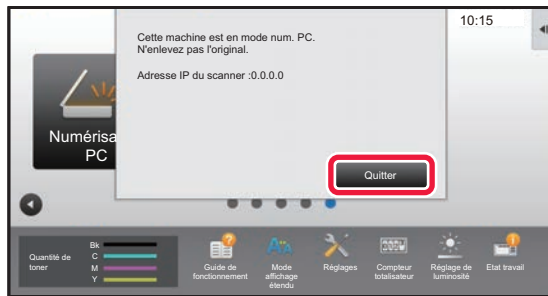 10:15
Cette machine est en mode num. PC.
N'enlevez pas l'original.
Adresse IP du scanner :0.0.0.0
Numérisa
PC
Quitter
Quantité de
toner
Bk
C
M
Y
Guide de
fonctionnement
Mode
affichage
étendu
Réglages
Compteur
totalisateur
Réglage de
luminosité
Etat travail